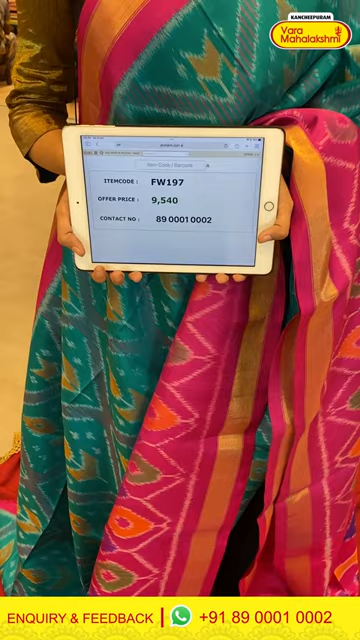 KANCHEEPURAM
Vara
Mahalakshmi
Item Code / Barcode
ITEMCODE : FW197
OFFER PRICE : 9,540
CONTACT NO : 89 0001 0002
ENQUIRY & FEEDBACK | +91 89 0001 0002